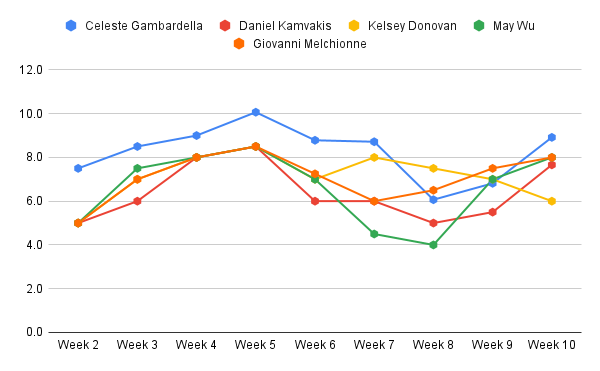 Celeste Gambardella Daniel Kamvakis Kelsey Donovan May Wu
Giovanni Melchionne
12.0
10.0
8.0
6.0
4.0
2.0
0.0
Week 2 Week 3 Week 4 Week 5 Week 6 Week 7 Week 8 Week 9 Week 10